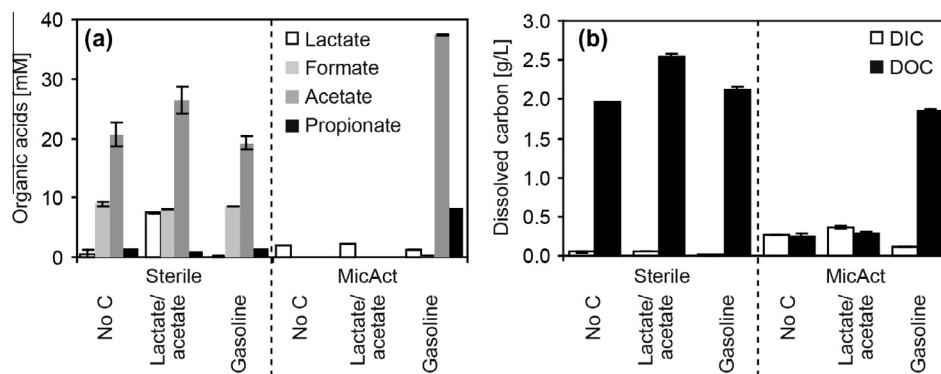 (a)
Organic acids [mM]
40
30
20
10
0
Lactate
Formate
Acetate
Propionate
Sterile
MicAct
No C
Lactate/
acetate
Gasoline
No C
Lactate/
acetate
Gasoline
(b)
Dissolved carbon [g/L]
3.0
2.5
2.0
1.5
1.0
0.5
0.0
DIC
DOC
Sterile
MicAct
No C
Lactate/
acetate
Gasoline
No C
Lactate/
acetate
Gasoline